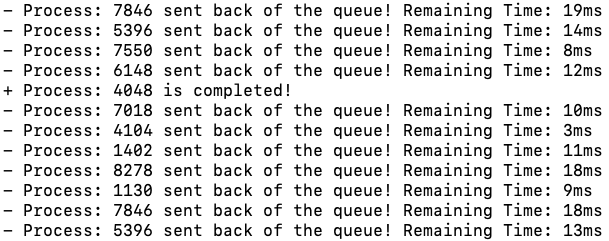 – Process: 7846 sent back of the queue! Remaining Time: 19ms
– Process: 5396 sent back of the queue! Remaining Time: 14ms
– Process: 7550 sent back of the queue! Remaining Time: 8ms
– Process: 6148 sent back of the queue! Remaining Time: 12ms
+ Process: 4048 is completed!
– Process: 7018 sent back of the queue! Remaining Time: 10ms
– Process: 4104 sent back of the queue! Remaining Time: 3ms
– Process: 1402 sent back of the queue! Remaining Time: 11ms
– Process: 8278 sent back of the queue! Remaining Time: 18ms
– Process: 1130 sent back of the queue! Remaining Time: 9ms
– Process: 7846 sent back of the queue! Remaining Time: 18ms
– Process: 5396 sent back of the queue! Remaining Time: 13ms